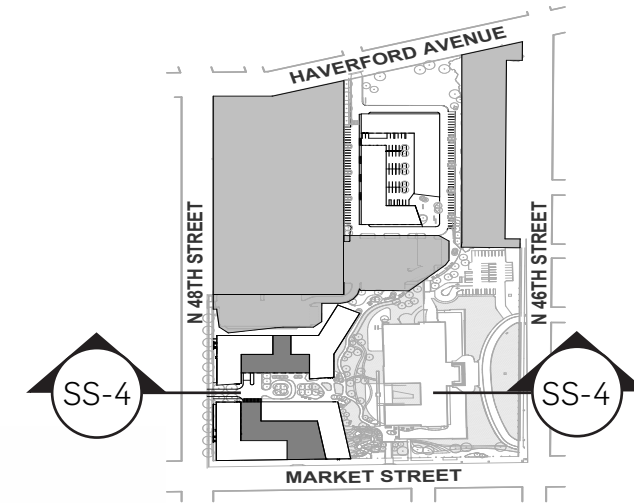 HAVERFORD AVENUE
N 48TH STREET
N 46TH STREET
SS-4
SS-4
MARKET STREET